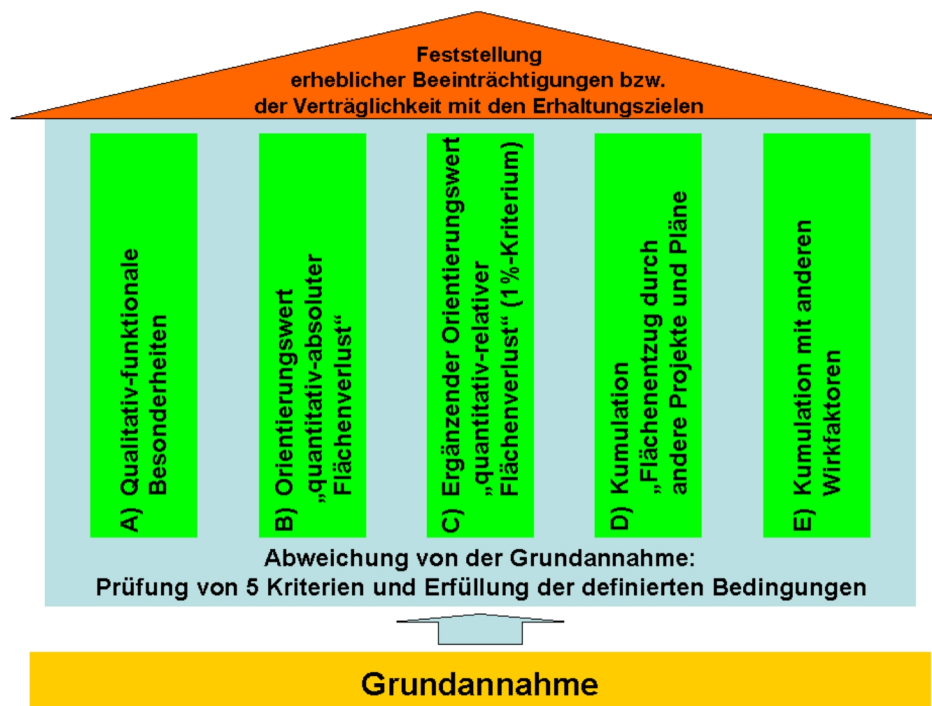 Feststellung
erheblicher Beeinträchtigungen bzw.
der Verträglichkeit mit den Erhaltungszielen
A) Qualitativ-funktionale
Besonderheiten
B) Orientierungswert
„quantitativ-absoluter
Flächenverlust“
C) Ergänzender Orientierungswert
„quantitativ-relativer
Flächenverlust“ (1%-Kriterium)
D) Kumulation
„Flächenentzug durch
andere Projekte und Pläne
E) Kumulation mit anderen
Wirkfaktoren
Abweichung von der Grundannahme:
Prüfung von 5 Kriterien und Erfüllung der definierten Bedingungen
Grundannahme